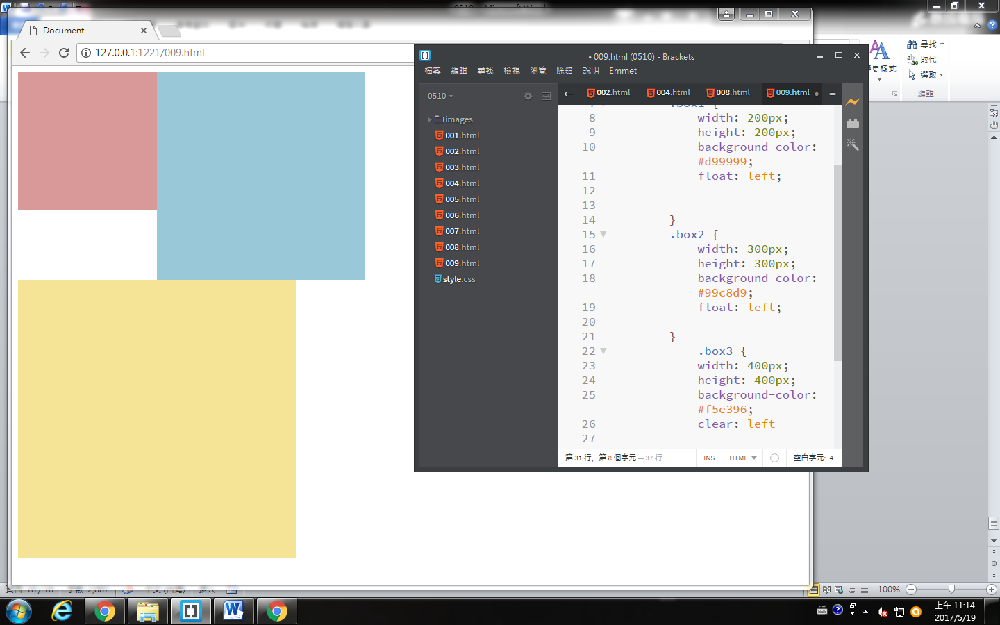 Document
127.0.0.1:1221/009.html
• 009.html (0510) - Brackets
檔案 編輯 尋找 檢視 瀏覽 除錯 說明 Emmet
0510
images
001.html
002.html
003.html
004.html
005.html
006.html
007.html
008.html
009.html
style.css
002.html 004.html 008.html 009.html
8 width: 200px;
9 height: 200px;
10 background-color:
#d99999;
11 float: left;
12
13
14 }
15 .box2 {
16 width: 300px;
17 height: 300px;
18 background-color:
#99c8d9;
19 float: left;
20
21 }
22 .box3 {
23 width: 400px;
24 height: 400px;
25 background-color:
#f5e396;
26 clear: left
27
第 31 行, 第 8 個字元 — 37 行 INS HTML 空白字元: 4
尋找
取代
選取
變更樣式
編輯
100%
上午 11:14
2017/5/19